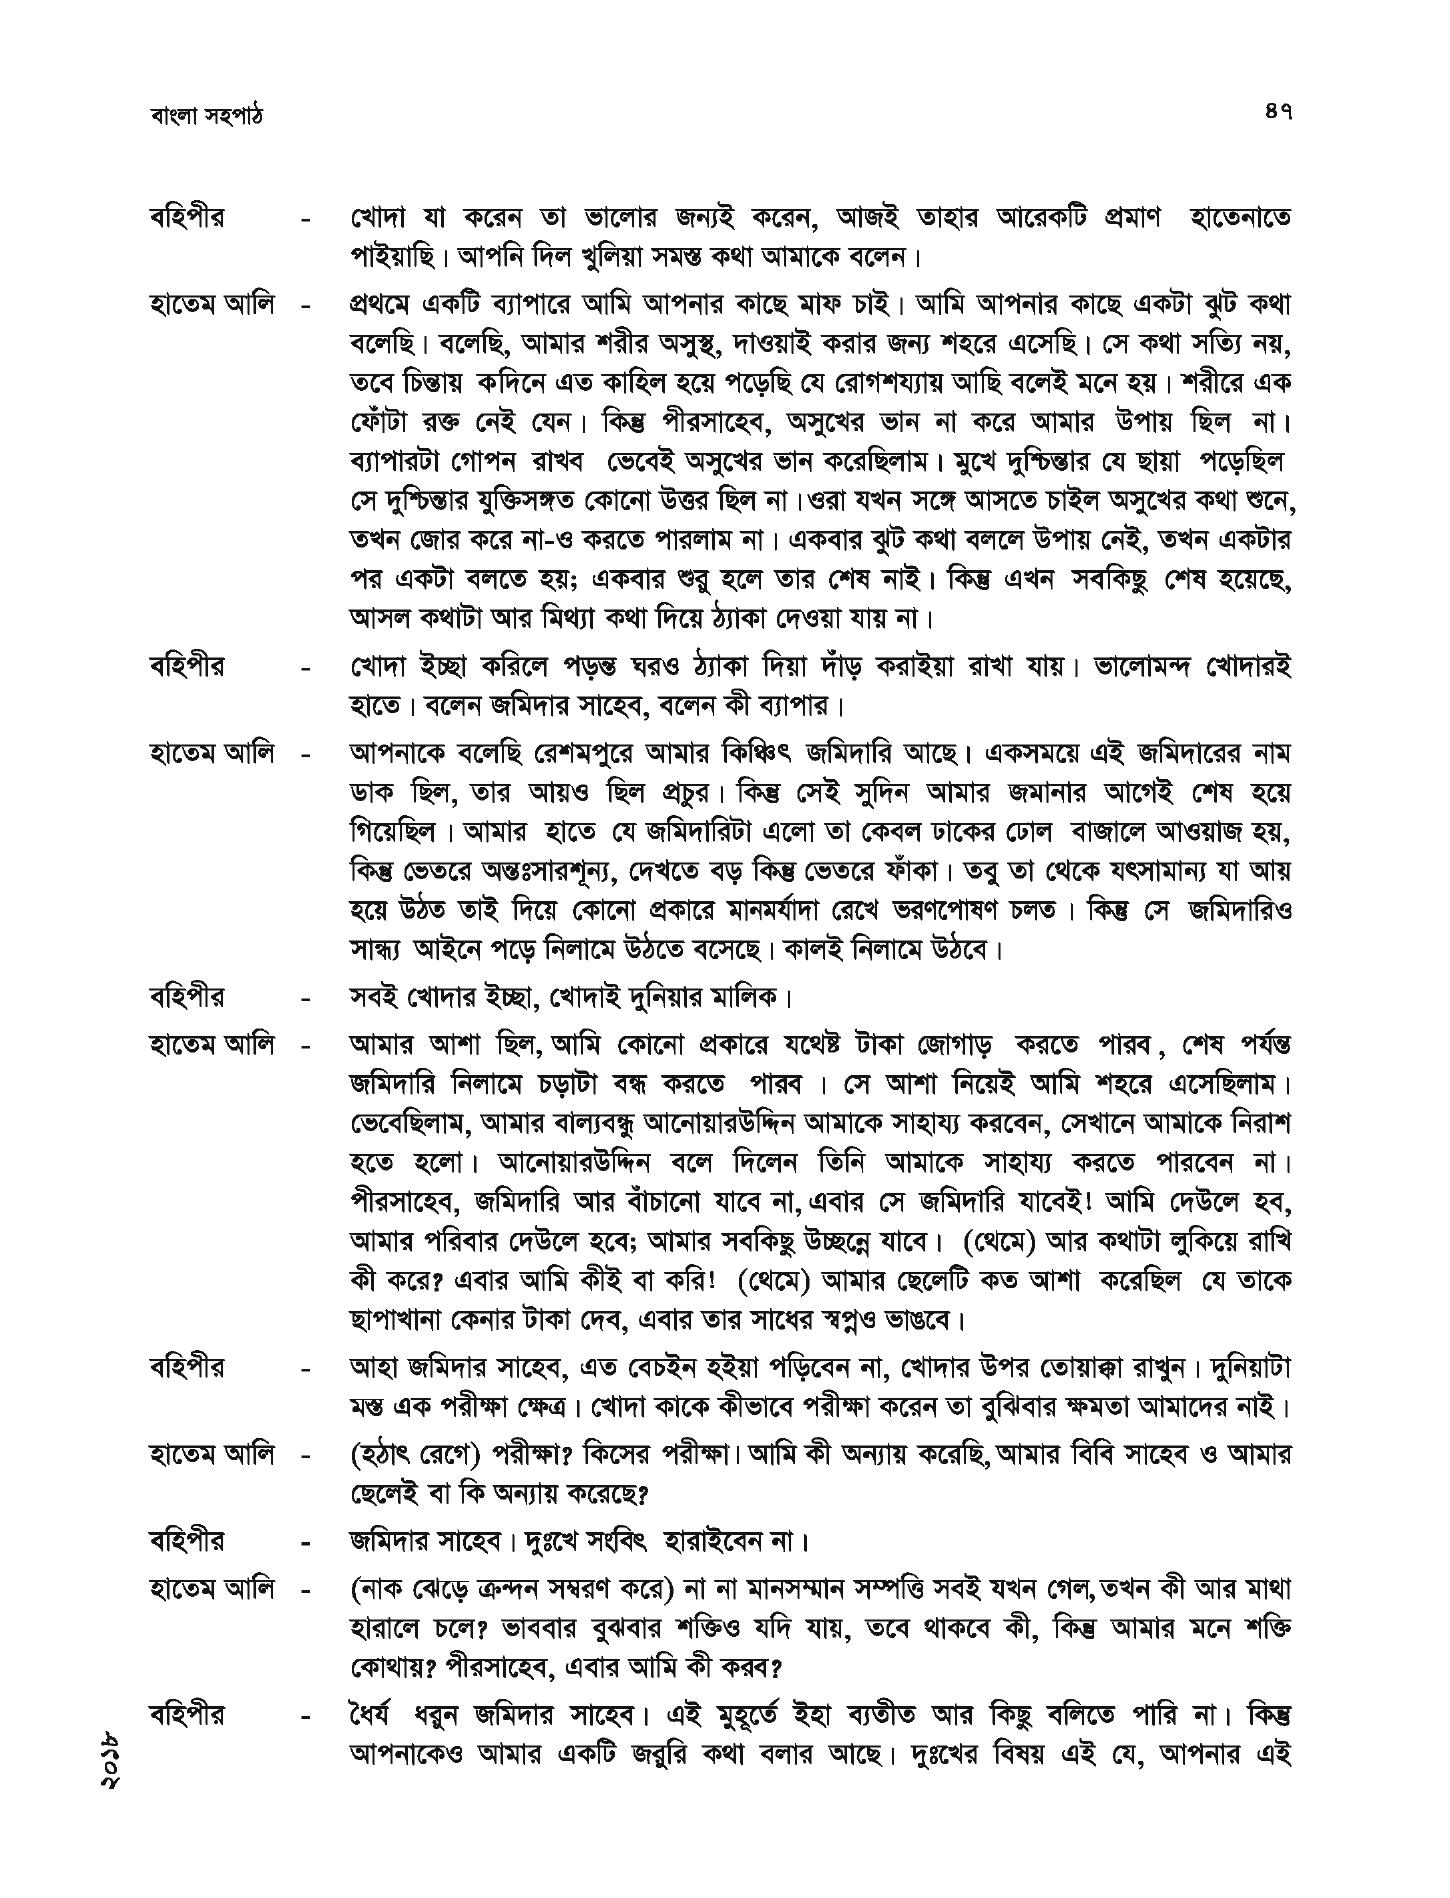 বাংলা সহপাঠ ৪৭
বহিপীর - খোদা যা করেন তা ভালোর জন্যই করেন, আজই তাহার আরেকটি প্রমাণ হাতেনাতে
পাইয়াছি। আপনি দিল খুলিয়া সমস্ত কথা আমাকে বলেন।
হাতেম আলি - প্রথমে একটি ব্যাপারে আমি আপনার কাছে মাফ চাই। আমি আপনার কাছে একটা ঝুট কথা
বলেছি। বলেছি, আমার শরীর অসুস্থ, দাওয়াই করার জন্য শহরে এসেছি। সে কথা সত্যি নয়,
তবে চিন্তায় কদিনে এত কাহিল হয়ে পড়েছি যে রোগশয্যায় আছি বলেই মনে হয়। শরীরে এক
ফোঁটা রক্ত নেই যেন। কিন্তু পীরসাহেব, অসুখের ভান না করে আমার উপায় ছিল না।
ব্যাপারটা গোপন রাখব ভেবেই অসুখের ভান করেছিলাম। মুখে দুশ্চিন্তার যে ছায়া পড়েছিল
সে দুশ্চিন্তার যুক্তিসঙ্গত কোনো উত্তর ছিল না। ওরা যখন সঙ্গে আসতে চাইল অসুখের কথা শুনে,
তখন জোর করে না-ও করতে পারলাম না। একবার ঝুট কথা বললে উপায় নেই, তখন একটার
পর একটা বলতে হয়; একবার শুরু হলে তার শেষ নাই। কিন্তু এখন সবকিছু শেষ হয়েছে,
আসল কথাটা আর মিথ্যা কথা দিয়ে ঠ্যাকা দেওয়া যায় না।
বহিপীর - খোদা ইচ্ছা করিলে পড়ন্ত ঘরও ঠ্যাকা দিয়া দাঁড় করাইয়া রাখা যায়। ভালোমন্দ খোদারই
হাতে। বলেন জমিদার সাহেব, বলেন কী ব্যাপার।
হাতেম আলি - আপনাকে বলেছি রেশমপুরে আমার কিঞ্চিৎ জমিদারি আছে। একসময়ে এই জমিদারের নাম
ডাক ছিল, তার আয়ও ছিল প্রচুর। কিন্তু সেই সুদিন আমার জমানার আগেই শেষ হয়ে
গিয়েছিল। আমার হাতে যে জমিদারিটা এলো তা কেবল ঢাকের ঢোল বাজালে আওয়াজ হয়,
কিন্তু ভেতরে অন্তঃসারশূন্য, দেখতে বড় কিন্তু ভেতরে ফাঁকা। তবু তা থেকে যৎসামান্য যা আয়
হয়ে উঠত তাই দিয়ে কোনো প্রকারে মানমর্যাদা রেখে ভরণপোষণ চলত। কিন্তু সে জমিদারিও
সান্ধ্য আইনে পড়ে নিলামে উঠতে বসেছে। কালই নিলামে উঠবে।
বহিপীর - সবই খোদার ইচ্ছা, খোদাই দুনিয়ার মালিক।
হাতেম আলি - আমার আশা ছিল, আমি কোনো প্রকারে যথেষ্ট টাকা জোগাড় করতে পারব, শেষ পর্যন্ত
জমিদারি নিলামে চড়াটা বন্ধ করতে পারব । সে আশা নিয়েই আমি শহরে এসেছিলাম।
ভেবেছিলাম, আমার বাল্যবন্ধু আনোয়ারউদ্দিন আমাকে সাহায্য করবেন, সেখানে আমাকে নিরাশ
হতে হলো। আনোয়ারউদ্দিন বলে দিলেন তিনি আমাকে সাহায্য করতে পারবেন না।
পীরসাহেব, জমিদারি আর বাঁচানো যাবে না, এবার সে জমিদারি যাবেই! আমি দেউলে হব,
আমার পরিবার দেউলে হবে; আমার সবকিছু উচ্ছন্নে যাবে। (থেমে) আর কথাটা লুকিয়ে রাখি
কী করে? এবার আমি কীই বা করি! (থেমে) আমার ছেলেটি কত আশা করেছিল যে তাকে
ছাপাখানা কেনার টাকা দেব, এবার তার সাধের স্বপ্নও ভাঙবে।
বহিপীর - আহা জমিদার সাহেব, এত বেচইন হইয়া পড়িবেন না, খোদার উপর তোয়াক্কা রাখুন। দুনিয়াটা
মস্ত এক পরীক্ষা ক্ষেত্র। খোদা কাকে কীভাবে পরীক্ষা করেন তা বুঝিবার ক্ষমতা আমাদের নাই।
হাতেম আলি - (হঠাৎ রেগে) পরীক্ষা? কিসের পরীক্ষা। আমি কী অন্যায় করেছি, আমার বিবি সাহেব ও আমার
ছেলেই বা কি অন্যায় করেছে?
বহিপীর - জমিদার সাহেব। দুঃখে সংবিৎ হারাইবেন না।
হাতেম আলি - (নাক ঝেড়ে ক্রন্দন সম্বরণ করে) না না মানসম্মান সম্পত্তি সবই যখন গেল, তখন কী আর মাথা
হারালে চলে? ভাববার বুঝবার শক্তিও যদি যায়, তবে থাকবে কী, কিন্তু আমার মনে শক্তি
কোথায়? পীরসাহেব, এবার আমি কী করব?
বহিপীর - ধৈর্য ধরুন জমিদার সাহেব। এই মুহূর্তে ইহা ব্যতীত আর কিছু বলিতে পারি না। কিন্তু
আপনাকেও আমার একটি জরুরি কথা বলার আছে। দুঃখের বিষয় এই যে, আপনার এই
২০১৮